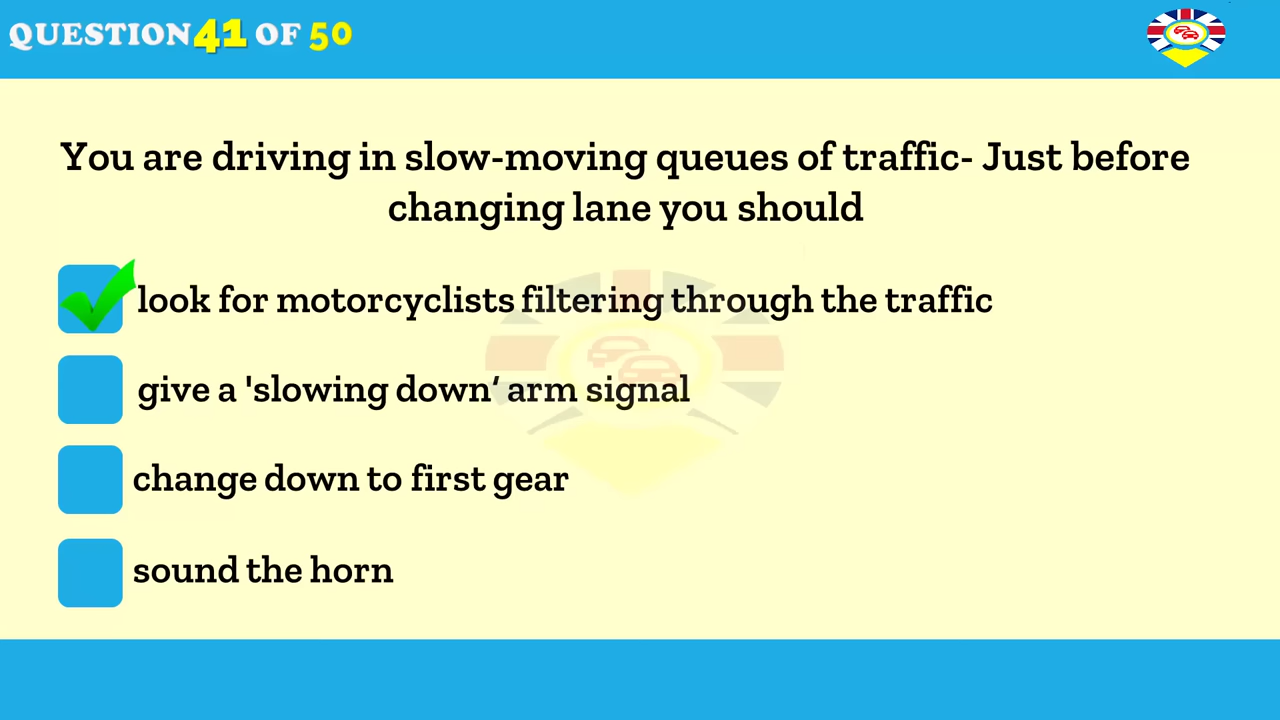 QUESTION 41 OF 50
You are driving in slow-moving queues of traffic- Just before
changing lane you should
look for motorcyclists filtering through the traffic
give a 'slowing down‘ arm signal
change down to first gear
sound the horn